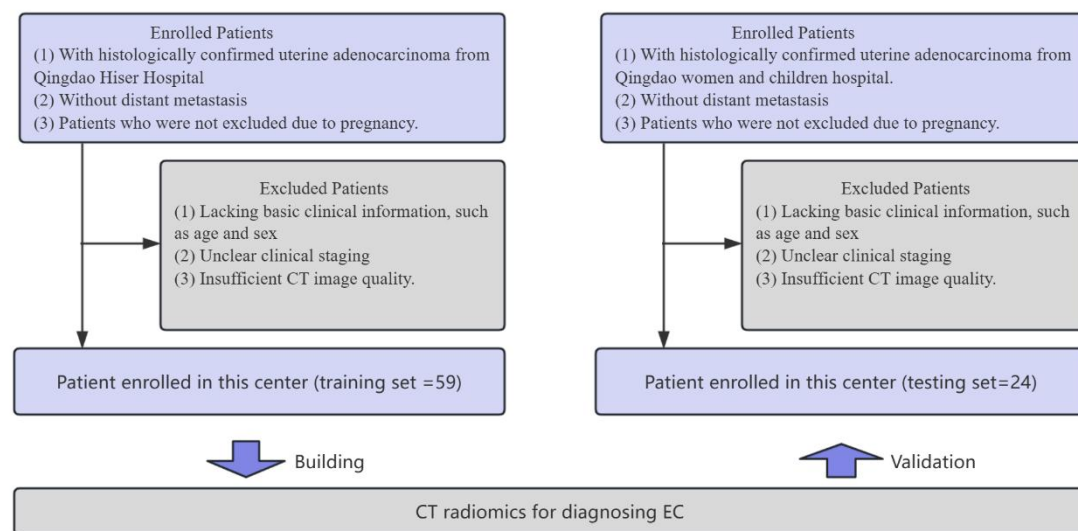 Enrolled Patients
(1) With histologically confirmed uterine adenocarcinoma from
Qingdao Hiser Hospital
(2) Without distant metastasis
(3) Patients who were not excluded due to pregnancy.
Excluded Patients
(1) Lacking basic clinical information, such
as age and sex
(2) Unclear clinical staging
(3) Insufficient CT image quality.
Patient enrolled in this center (training set =59)
Building
Enrolled Patients
(1) With histologically confirmed uterine adenocarcinoma from
Qingdao women and children hospital.
(2) Without distant metastasis
(3) Patients who were not excluded due to pregnancy.
Excluded Patients
(1) Lacking basic clinical information, such
as age and sex
(2) Unclear clinical staging
(3) Insufficient CT image quality.
Patient enrolled in this center (testing set=24)
Validation
CT radiomics for diagnosing EC